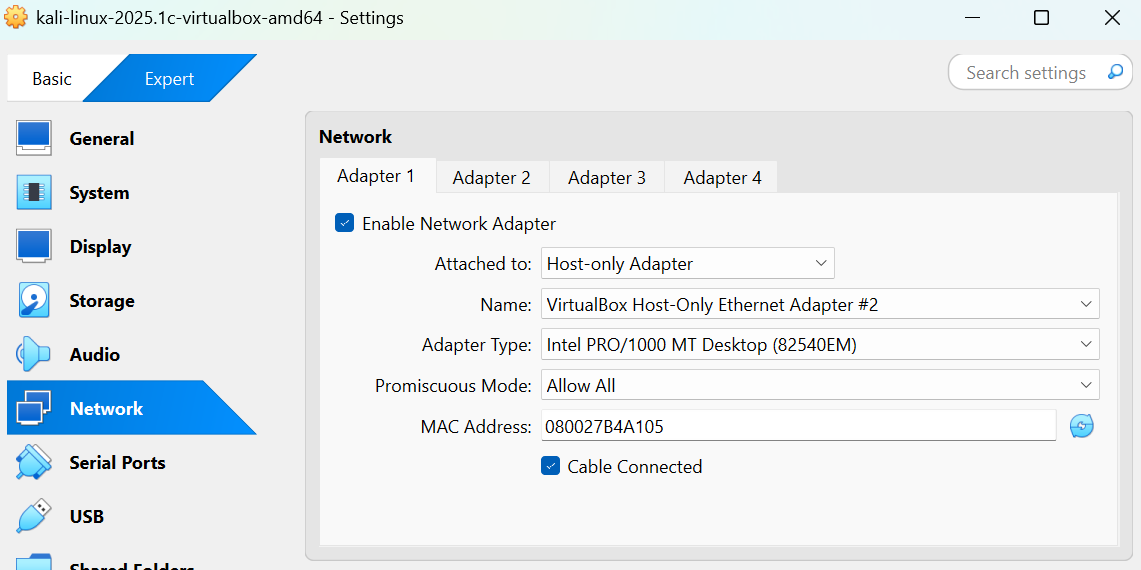 kali-linux-2025.1c-virtualbox-amd64 - Settings
Basic Expert Search settings
General
System
Display
Storage
Audio
Network
Serial Ports
USB
Shared Folders
Network
Adapter 1 Adapter 2 Adapter 3 Adapter 4
Enable Network Adapter
Attached to: Host-only Adapter
Name: VirtualBox Host-Only Ethernet Adapter #2
Adapter Type: Intel PRO/1000 MT Desktop (82540EM)
Promiscuous Mode: Allow All
MAC Address: 080027B4A105
Cable Connected